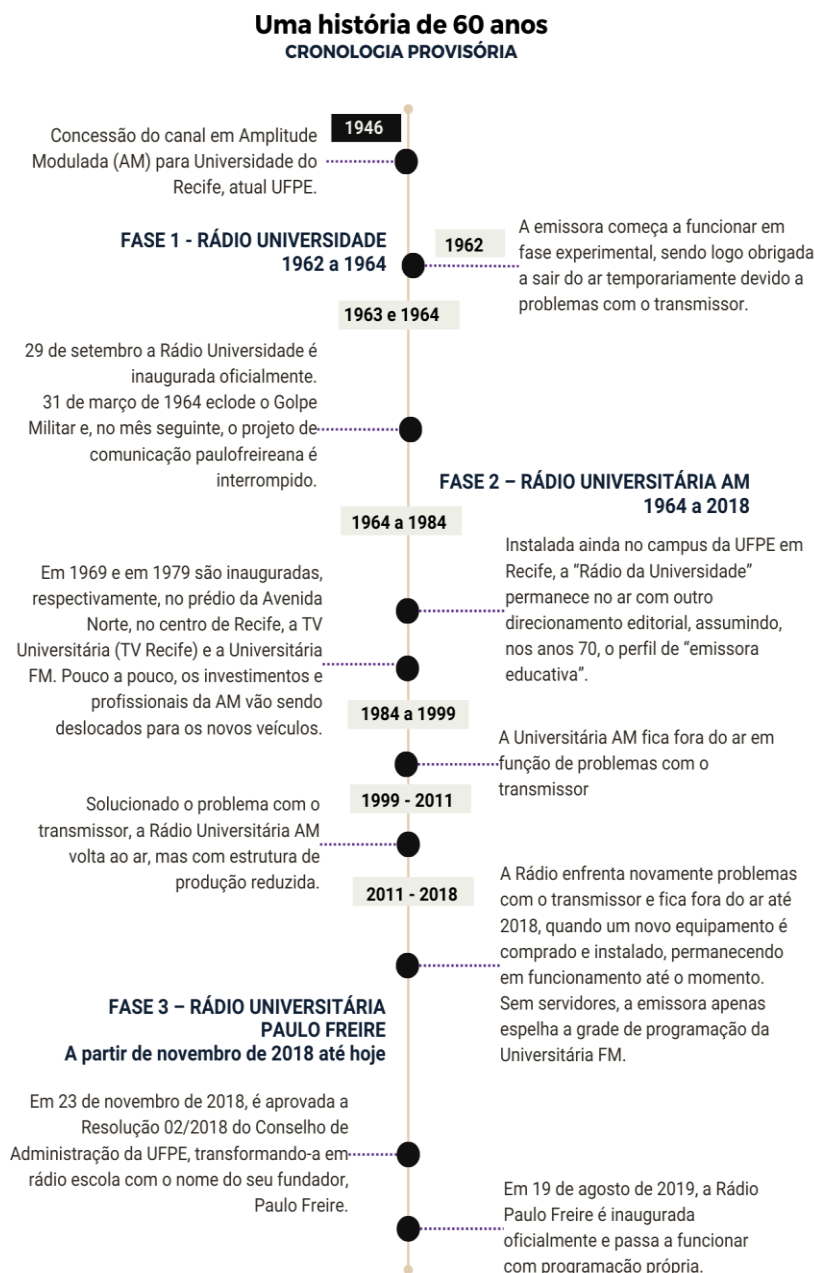 Uma história de 60 anos
CRONOLOGIA PROVISÓRIA
1946
Concessão do canal em Amplitude
Modulada (AM) para Universidade do
Recife, atual UFPE.
FASE 1 - RÁDIO UNIVERSIDADE
1962 a 1964
1962
A emissora começa a funcionar em
fase experimental, sendo logo obrigada
a sair do ar temporariamente devido a
problemas com o transmissor.
1963 e 1964
29 de setembro a Rádio Universidade é
inaugurada oficialmente.
31 de março de 1964 eclode o Golpe
Militar e, no mês seguinte, o projeto de
comunicação paulofreireana é
interrompido.
FASE 2 – RÁDIO UNIVERSITÁRIA AM
1964 a 2018
1964 a 1984
Instalada ainda no campus da UFPE em
Recife, a “Rádio da Universidade”
permanece no ar com outro
direcionamento editorial, assumindo,
nos anos 70, o perfil de “emissora
educativa”.
Em 1969 e em 1979 são inauguradas,
respectivamente, no prédio da Avenida
Norte, no centro de Recife, a TV
Universitária (TV Recife) e a Universitária
FM. Pouco a pouco, os investimentos e
profissionais da AM vão sendo
deslocados para os novos veículos.
1984 a 1999
A Universitária AM fica fora do ar em
função de problemas com o
transmissor
1999 - 2011
Solucionado o problema com o
transmissor, a Rádio Universitária AM
volta ao ar, mas com estrutura de
produção reduzida.
2011 - 2018
A Rádio enfrenta novamente problemas
com o transmissor e fica fora do ar até
2018, quando um novo equipamento é
comprado e instalado, permanecendo
em funcionamento até o momento.
Sem servidores, a emissora apenas
espelha a grade de programação da
Universitária FM.
FASE 3 – RÁDIO UNIVERSITÁRIA
PAULO FREIRE
A partir de novembro de 2018 até hoje
Em 23 de novembro de 2018, é aprovada a
Resolução 02/2018 do Conselho de
Administração da UFPE, transformando-a em
rádio escola com o nome do seu fundador,
Paulo Freire.
Em 19 de agosto de 2019, a Rádio
Paulo Freire é inaugurada
oficialmente e passa a funcionar
com programação própria.